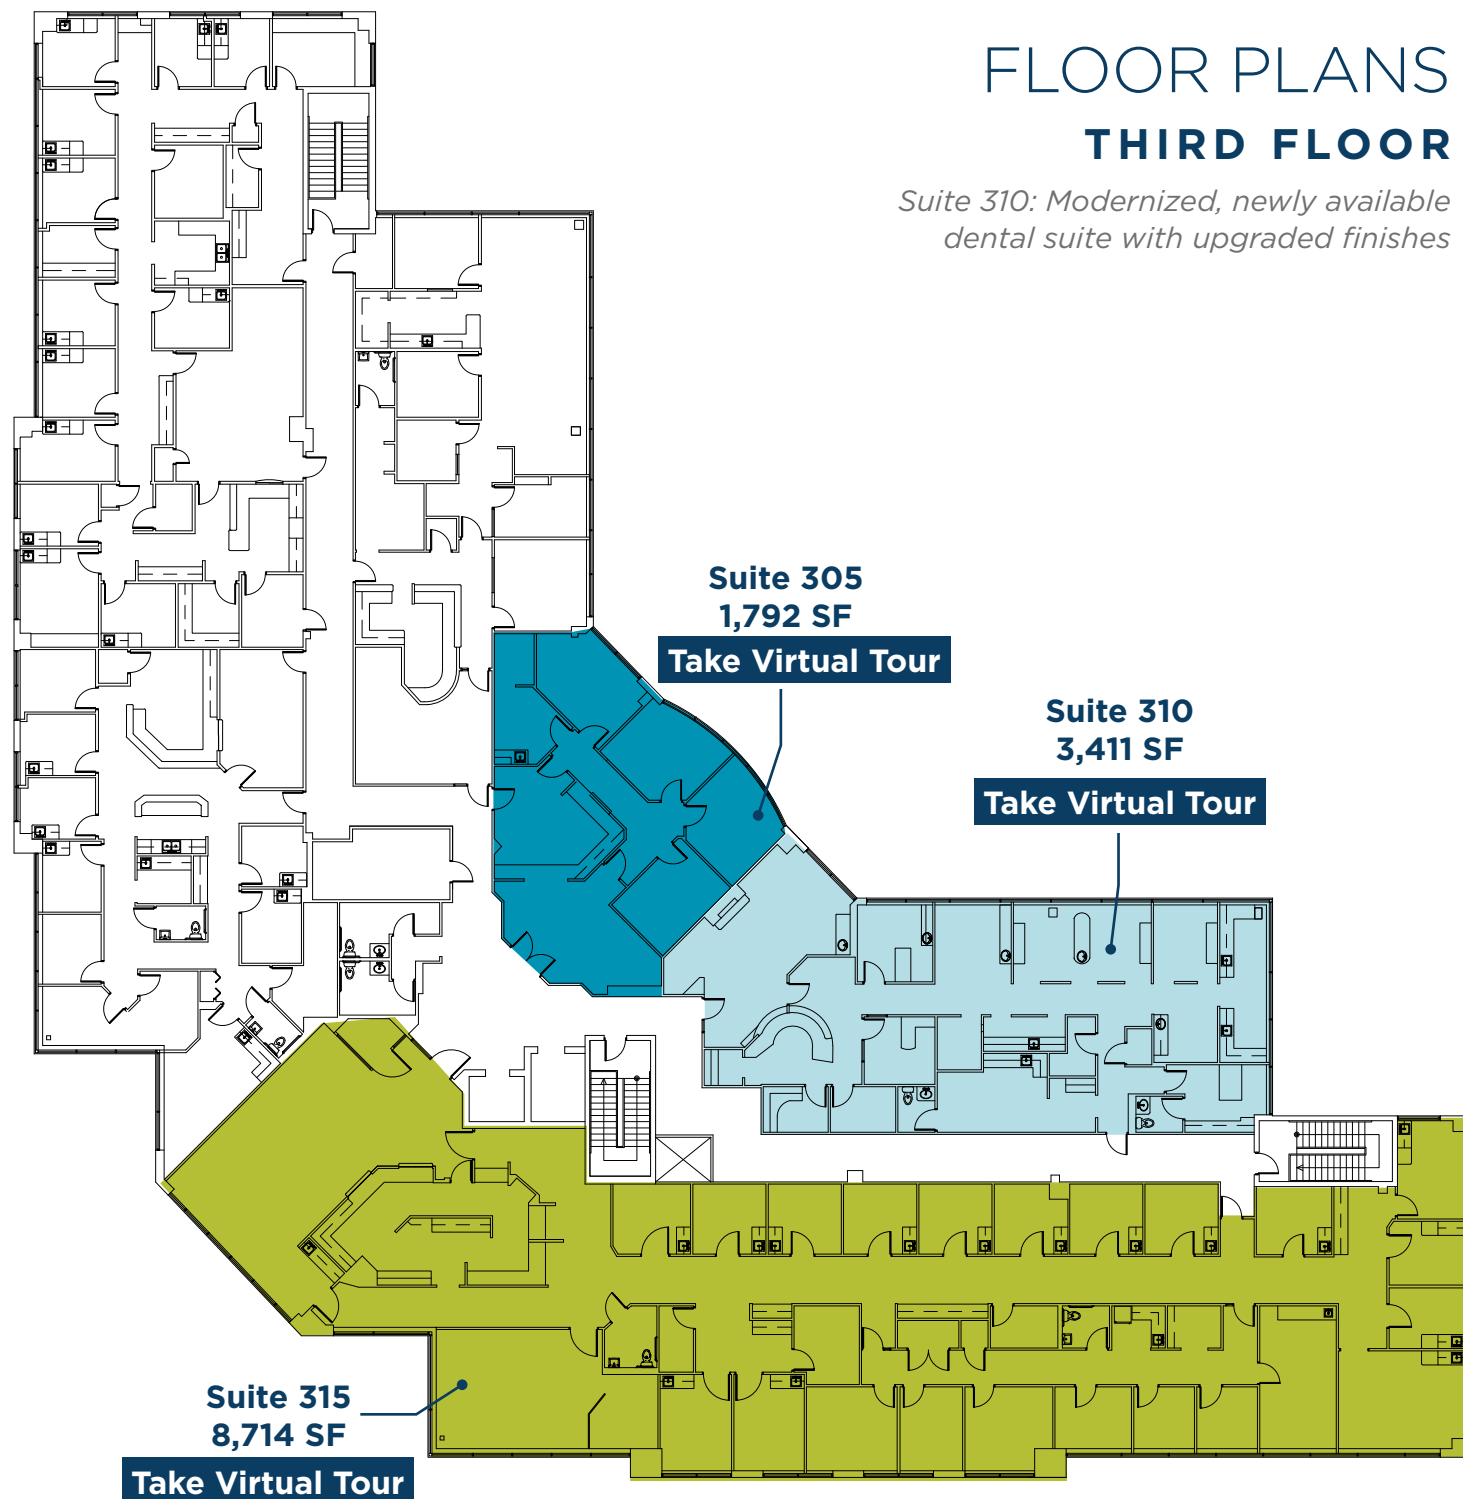 FLOOR PLANS
THIRD FLOOR
Suite 310: Modernized, newly available
dental suite with upgraded finishes
Suite 305
1,792 SF
Take Virtual Tour
Suite 310
3,411 SF
Take Virtual Tour
Suite 315
8,714 SF
Take Virtual Tour